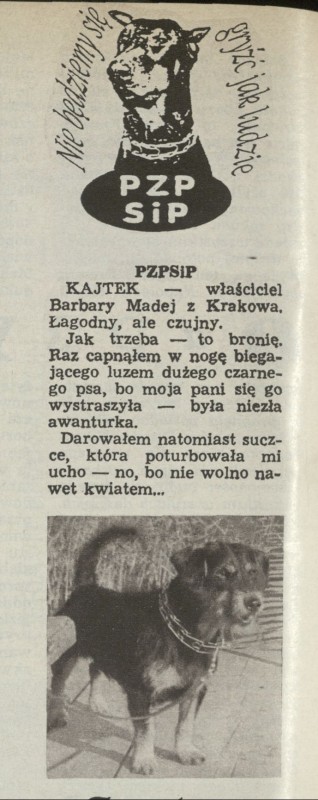 Nie będziemy się
gryźć jak ludzie
PZP
SiP
PZPSiP
KAJTEK — właściciel
Barbary Madej z Krakowa.
Łagodny, ale czujny.
Jak trzeba — to bronię.
Raz capnąłem w nogę biega-
jącego luzem dużego czarne-
go psa, bo moja pani się go
wystraszyła — była niezła
awanturka.
Darowałem natomiast sucz-
ce, która poturbowała mi
ucho — no, bo nie wolno na-
wet kwiatem...